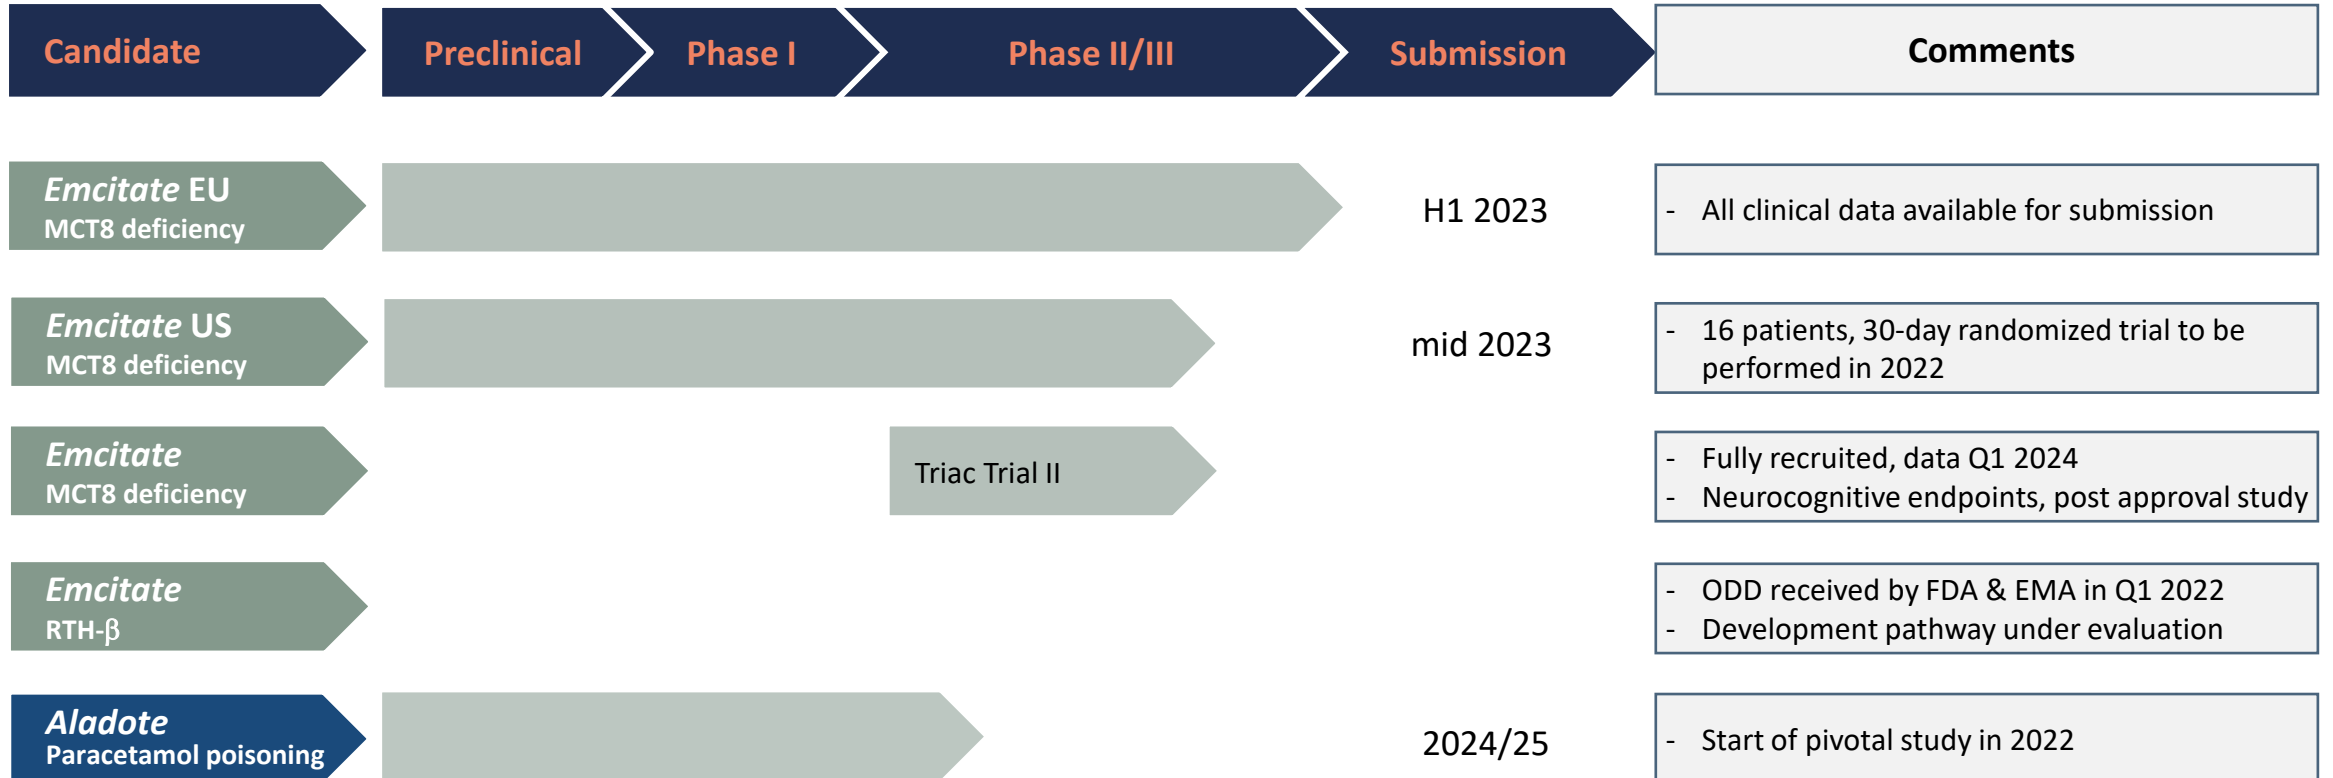 Candidate
Preclinical
Phase I
Phase II/III
Submission
Comments
Emcitate EU
MCT8 deficiency
H1 2023
- All clinical data available for submission
Emcitate US
MCT8 deficiency
mid 2023
- 16 patients, 30-day randomized trial to be
performed in 2022
Emcitate
MCT8 deficiency
Triac Trial II
- Fully recruited, data Q1 2024
- Neurocognitive endpoints, post approval study
Emcitate
RTH-β
- ODD received by FDA & EMA in Q1 2022
- Development pathway under evaluation
Aladote
Paracetamol poisoning
2024/25
- Start of pivotal study in 2022